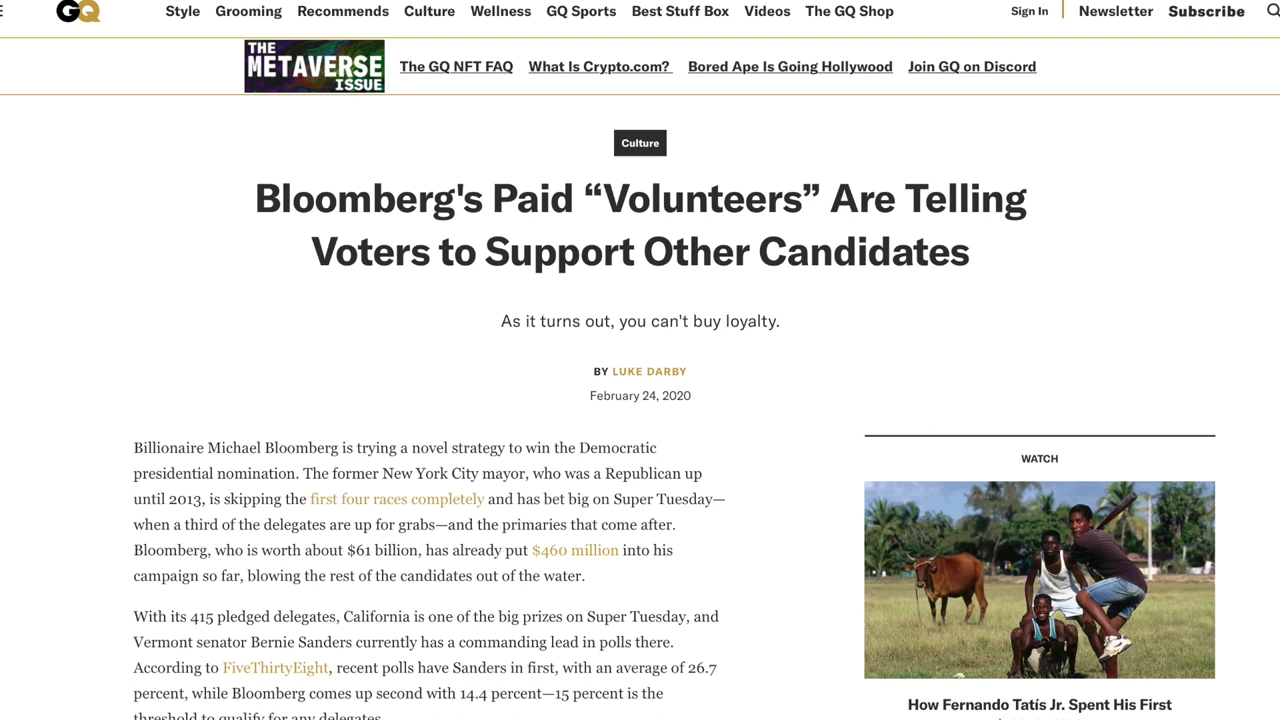 GQ
Style Grooming Recommends Culture Wellness GQ Sports Best Stuff Box Videos The GQ Shop Sign In Newsletter Subscribe
THE
METAVERSE
ISSUE
The GQ NFT FAQ What Is Crypto.com? Bored Ape Is Going Hollywood Join GQ on Discord
Culture
Bloomberg's Paid “Volunteers” Are Telling
Voters to Support Other Candidates
As it turns out, you can't buy loyalty.
BY LUKE DARBY
February 24, 2020
Billionaire Michael Bloomberg is trying a novel strategy to win the Democratic
presidential nomination. The former New York City mayor, who was a Republican up
until 2013, is skipping the first four races completely and has bet big on Super Tuesday—
when a third of the delegates are up for grabs—and the primaries that come after.
Bloomberg, who is worth about $61 billion, has already put $460 million into his
campaign so far, blowing the rest of the candidates out of the water.
With its 415 pledged delegates, California is one of the big prizes on Super Tuesday, and
Vermont senator Bernie Sanders currently has a commanding lead in polls there.
According to FiveThirtyEight, recent polls have Sanders in first, with an average of 26.7
percent, while Bloomberg comes up second with 14.4 percent—15 percent is the
threshold to qualify for any delegates.
WATCH
How Fernando Tatís Jr. Spent His First